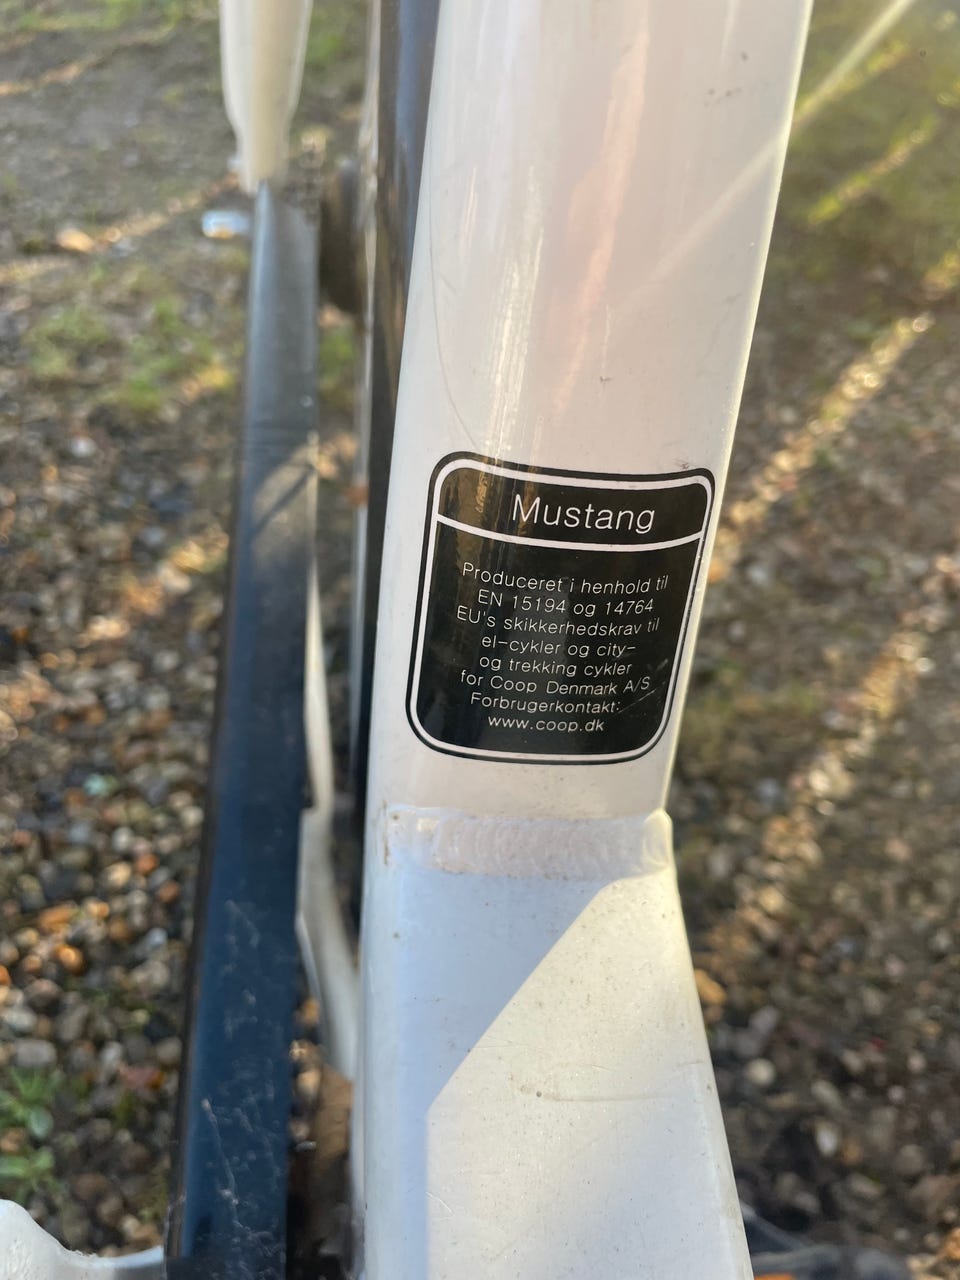 Mustang
Produceret i henhold til
EN 15194 og 14764
EU's skikkerhedskrav til
el-cykler og city-
og trekking cykler
for Coop Denmark A/S
Forbrugerkontakt:
www.coop.dk